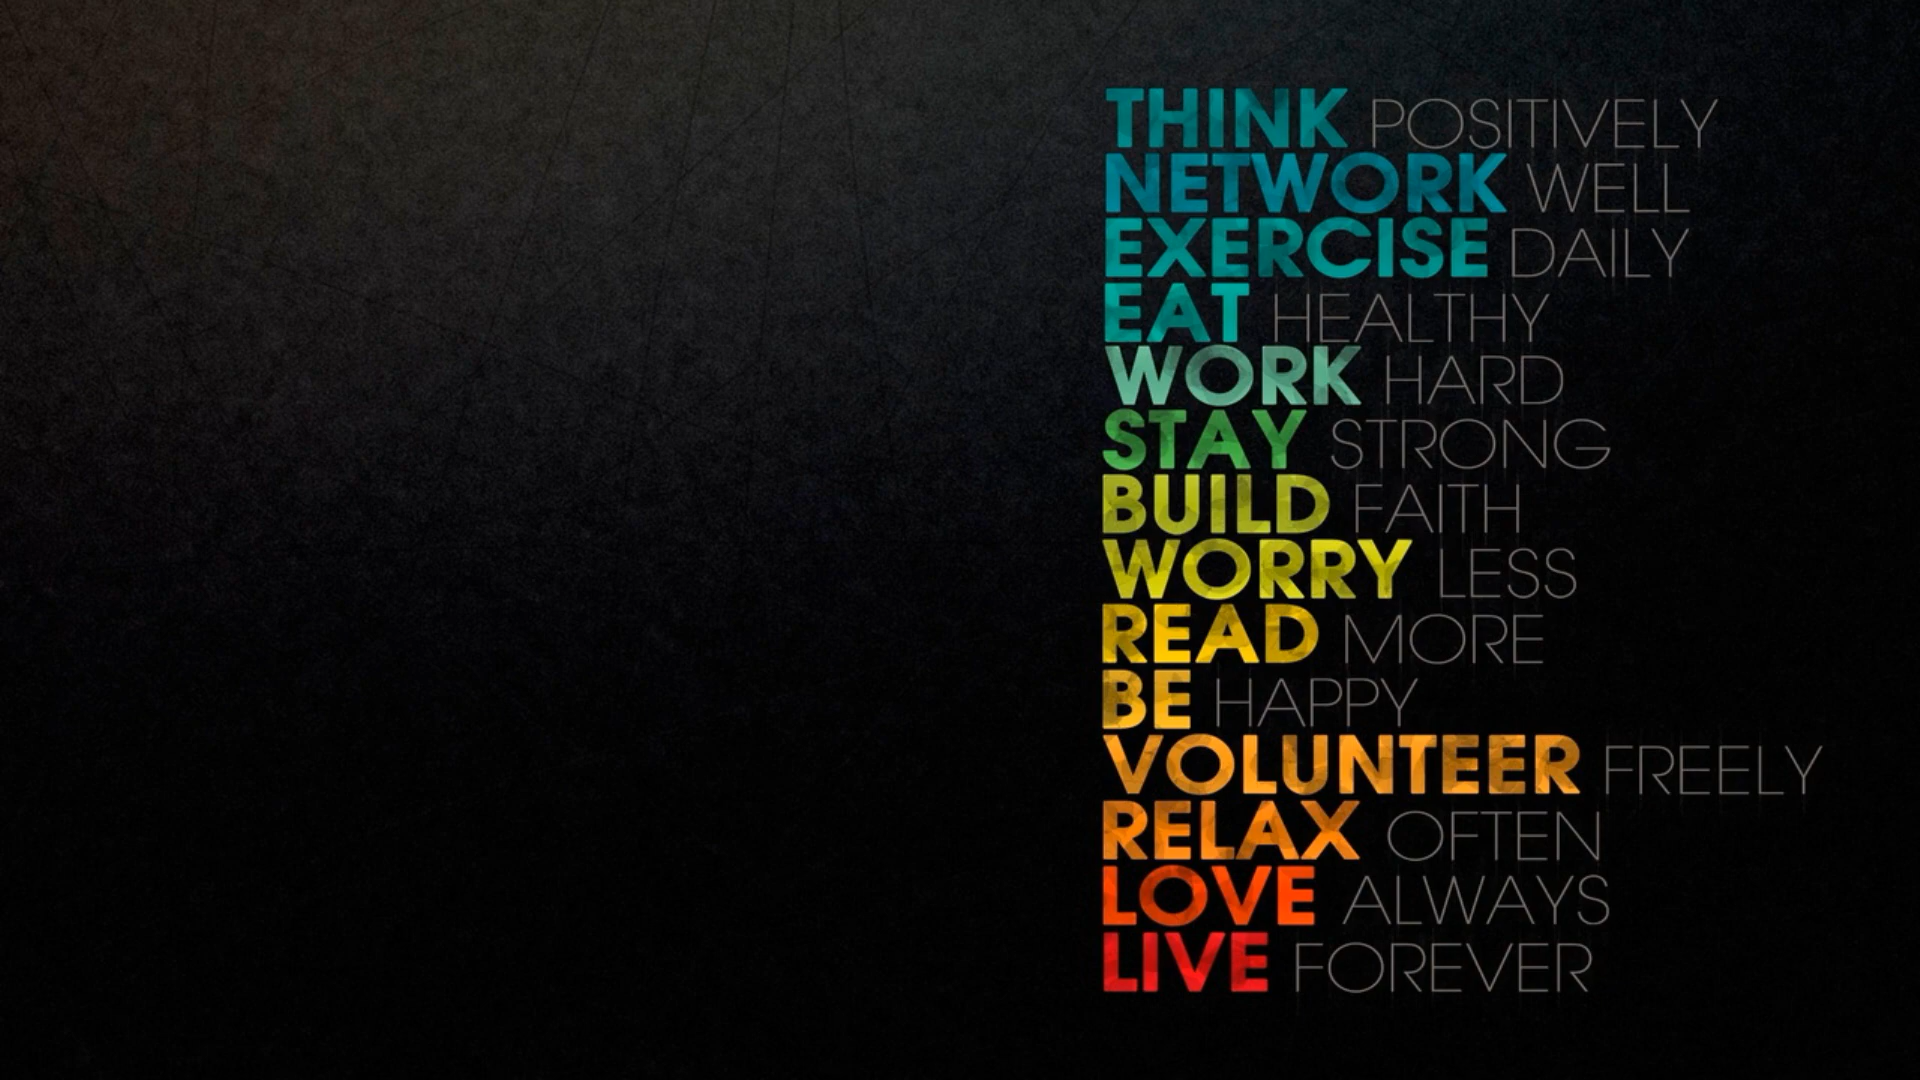 THINK POSITIVELY
NETWORK WELL
EXERCISE DAILY
EAT HEALTHY
WORK HARD
STAY STRONG
BUILD FAITH
WORRY LESS
READ MORE
BE HAPPY
VOLUNTEER FREELY
RELAX OFTEN
LOVE ALWAYS
LIVE FOREVER